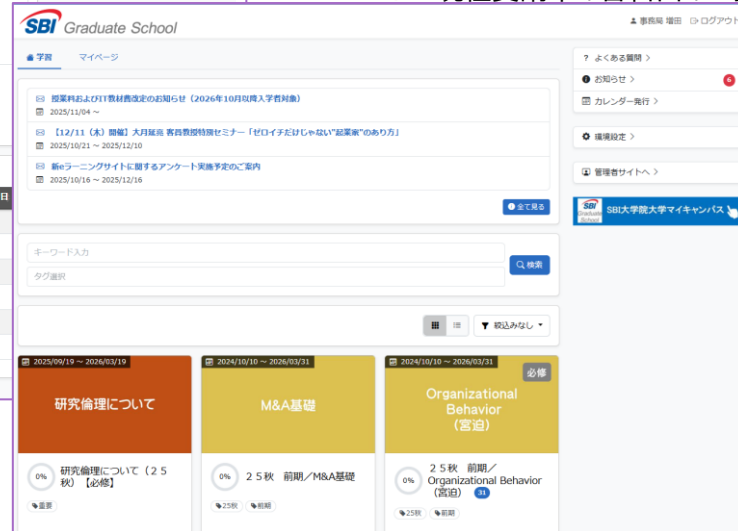 SBI Graduate School
事務局 増田 ログアウト
学習 マイページ
授業料およびIT教材費改定のお知らせ（2026年10月以降入学者対象）
2025/11/04 ～
【12/11（木）開催】大月延亮 客員教授特別セミナー「ゼロイチだけじゃない"起業家"のあり方」
2025/10/21 ～ 2025/12/10
新eラーニングサイトに関するアンケート実施予定のご案内
2025/10/16 ～ 2025/12/16
全て見る
キーワード入力
タグ選択
検索
絞込みなし
2025/09/19 ～ 2026/03/19
研究倫理について
0%
研究倫理について（２５
秋）【必修】
重要
2024/10/10 ～ 2026/03/31
M&A基礎
0%
２５秋　前期／M&A基礎
25秋 前期
2024/10/10 ～ 2026/03/31
必修
Organizational
Behavior
（宮迫）
0%
２５秋　前期／
Organizational Behavior
（宮迫） 31
25秋 前期
? よくある質問 >
お知らせ > 6
カレンダー発行 >
環境設定 >
管理者サイトへ >
SBI Graduate School
SBI大学院大学マイキャンパス
日